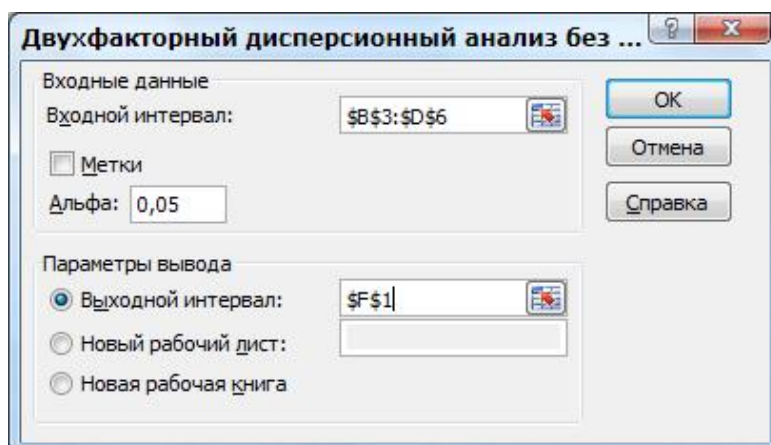 Двухфакторный дисперсионный анализ без ...
Входные данные
Входной интервал: $B$3:$D$6
Метки
Альфа: 0,05
OK
Отмена
Справка
Параметры вывода
Выходной интервал: $F$1
Новый рабочий лист:
Новая рабочая книга